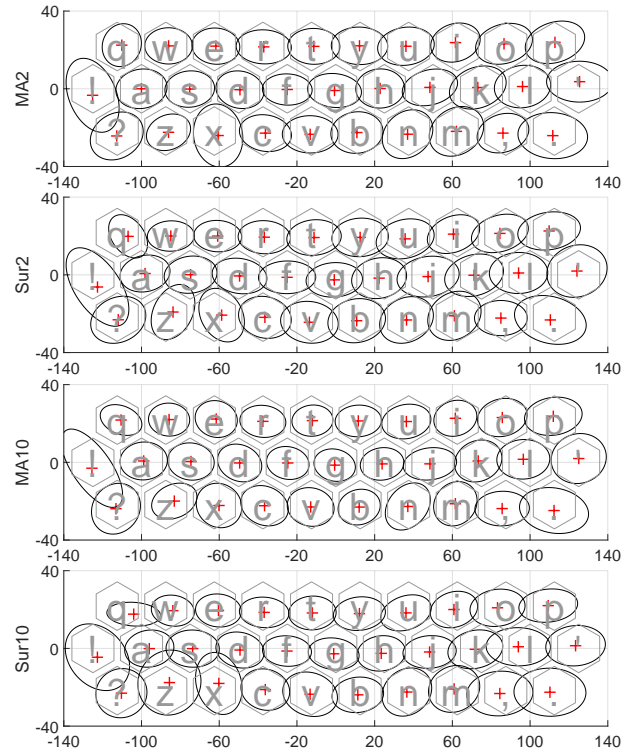 40
q w e r t y u i o p
MA2
0
! a s d f g h j k l '
? z x c v b n m , .
-40
-140 -100 -60 -20 20 60 100 140
40
q w e r t y u i o p
Sur2
0
! a s d f g h j k l '
? z x c v b n m , .
-40
-140 -100 -60 -20 20 60 100 140
40
q w e r t y u i o p
MA10
0
! a s d f g h j k l '
? z x c v b n m , .
-40
-140 -100 -60 -20 20 60 100 140
40
q w e r t y u i o p
Sur10
0
! a s d f g h j k l '
? z x c v b n m , .
-40
-140 -100 -60 -20 20 60 100 140